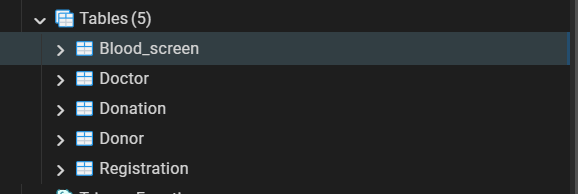 Tables (5)
Blood_screen
Doctor
Donation
Donor
Registration